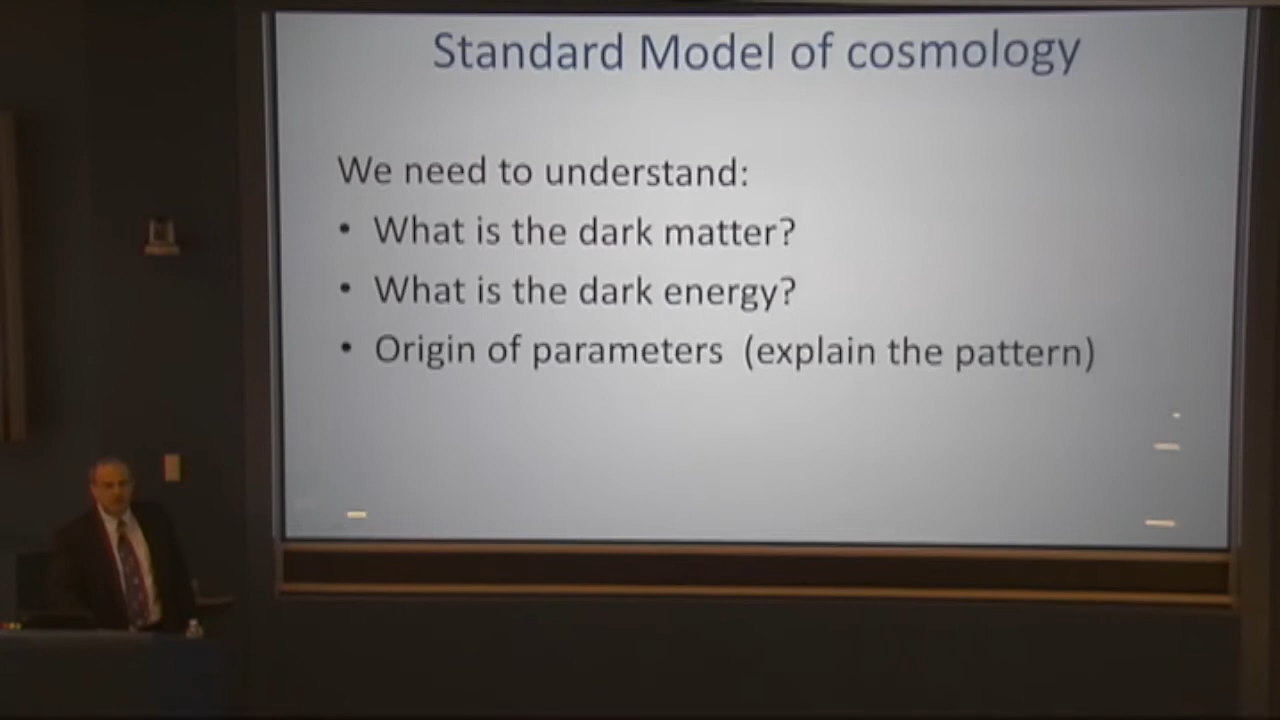 Standard Model of cosmology
We need to understand:
• What is the dark matter?
• What is the dark energy?
• Origin of parameters (explain the pattern)